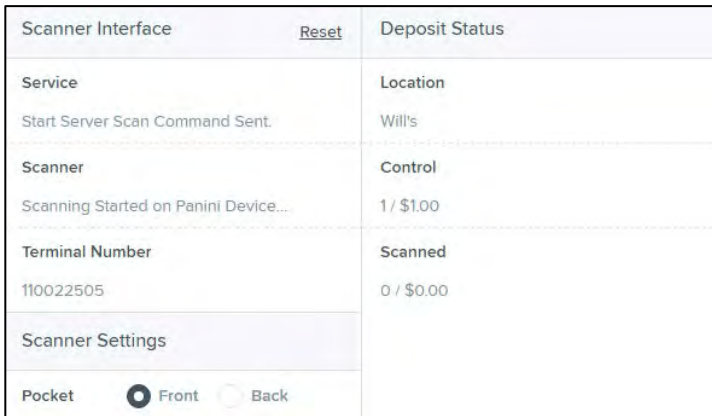 Scanner Interface
Reset
Service
Start Server Scan Command Sent.
Scanner
Scanning Started on Panini Device...
Terminal Number
110022505
Scanner Settings
Pocket
Front
Back
Deposit Status
Location
Will's
Control
1 / $1.00
Scanned
0 / $0.00